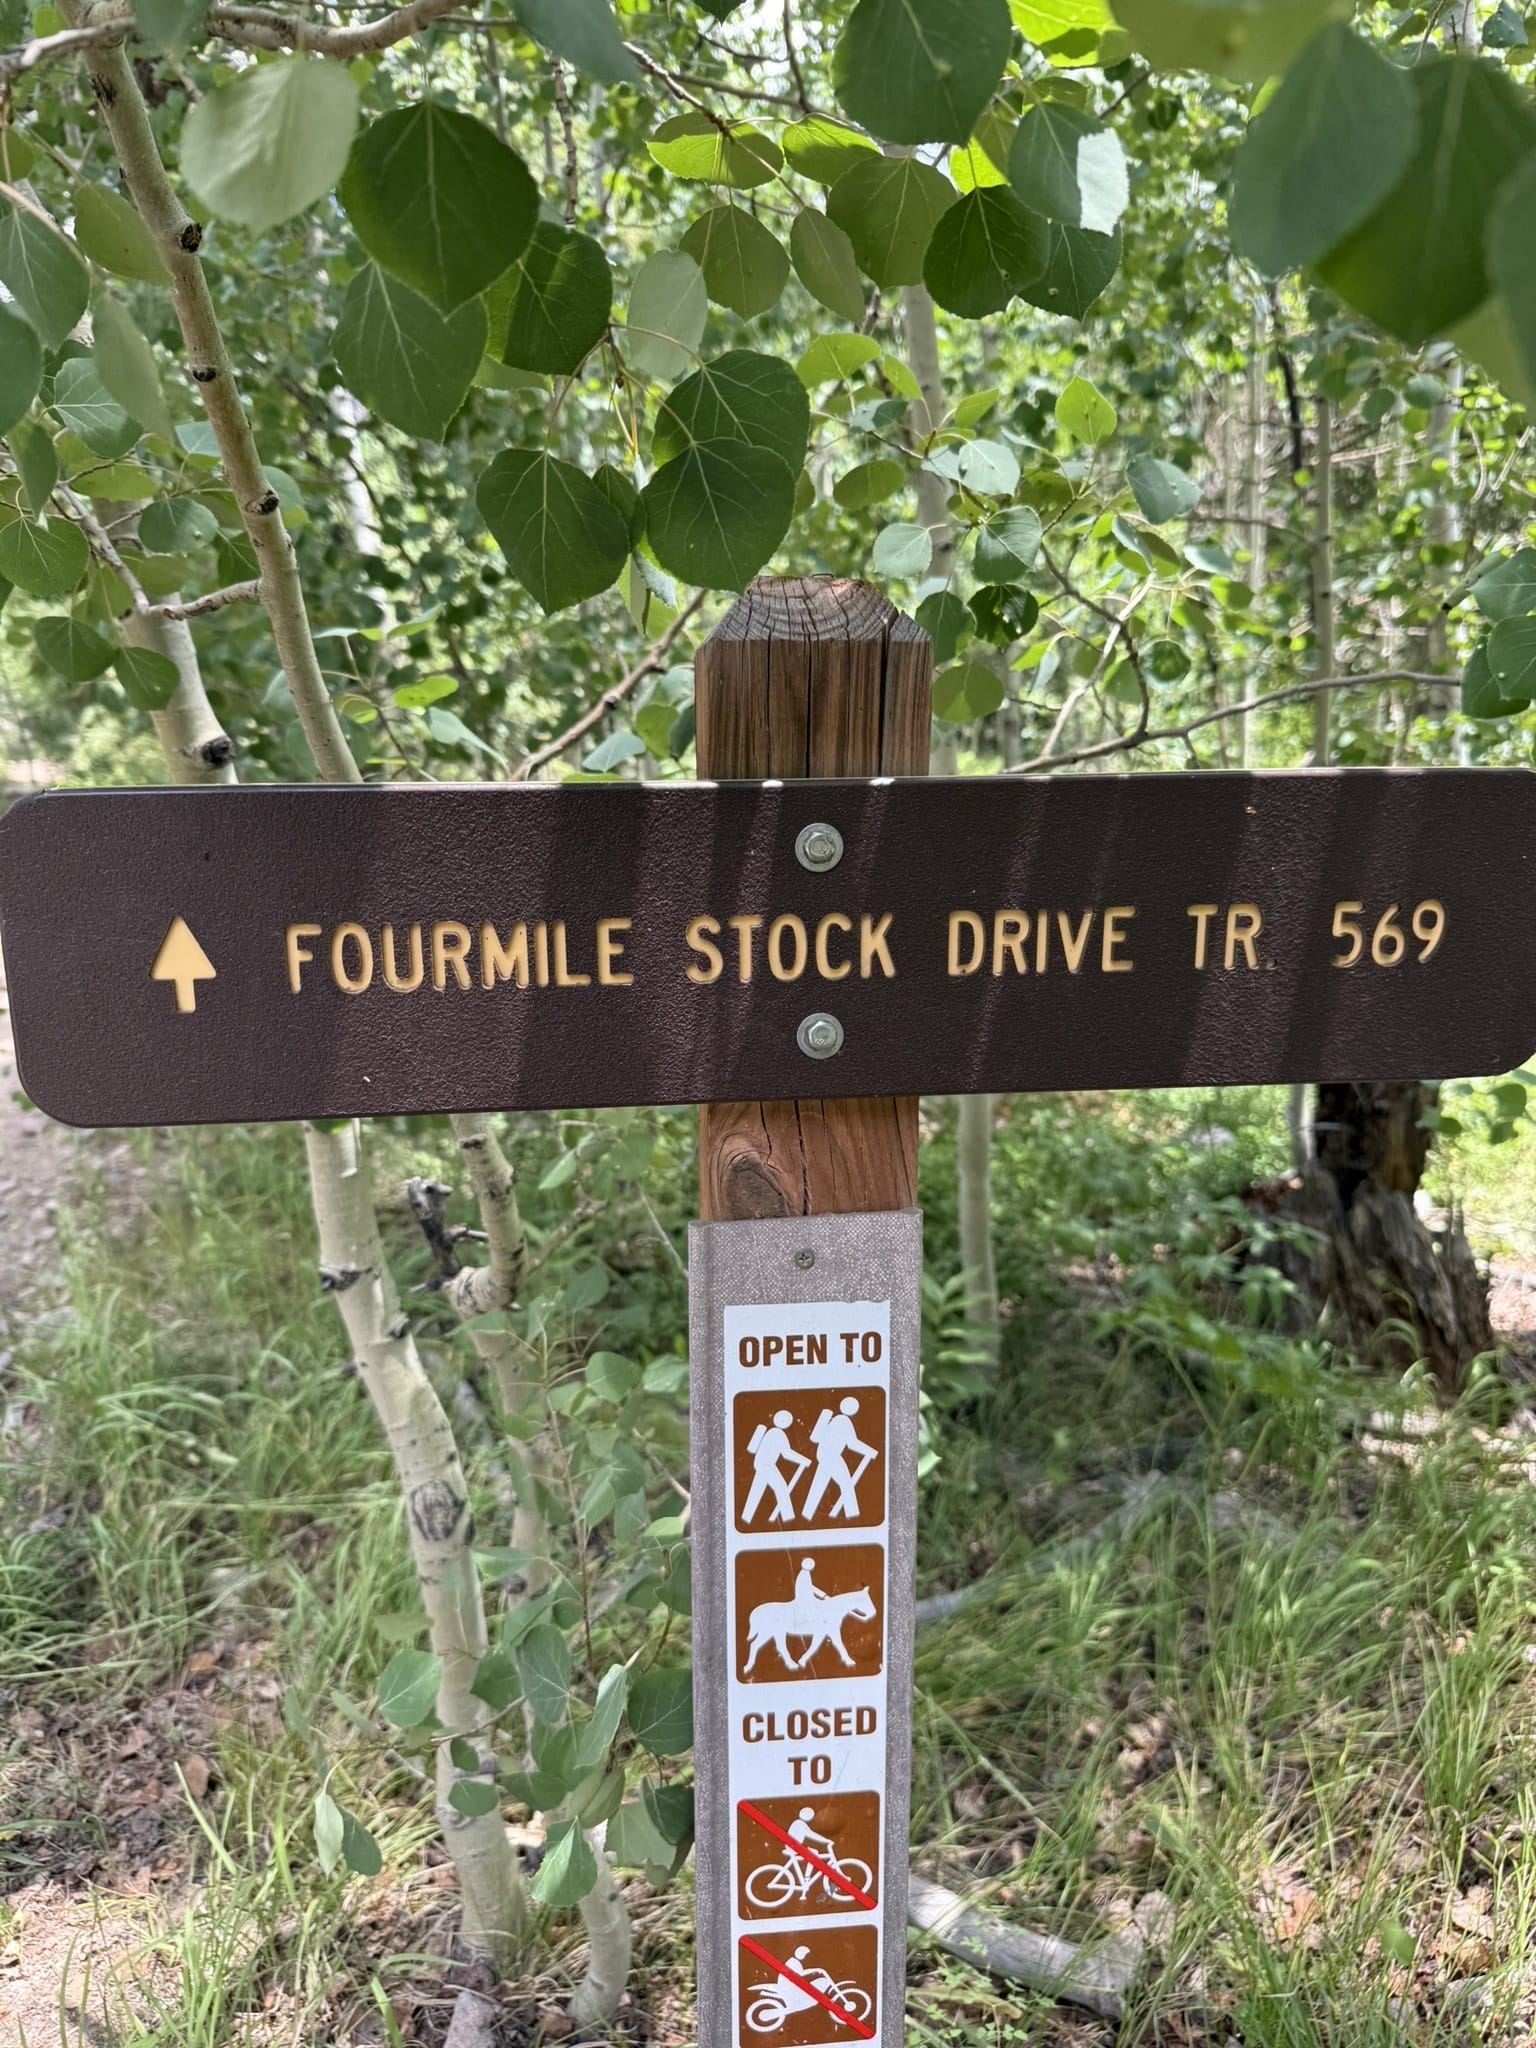 FOURMILE STOCK DRIVE TR. 569
OPEN TO
CLOSED
TO